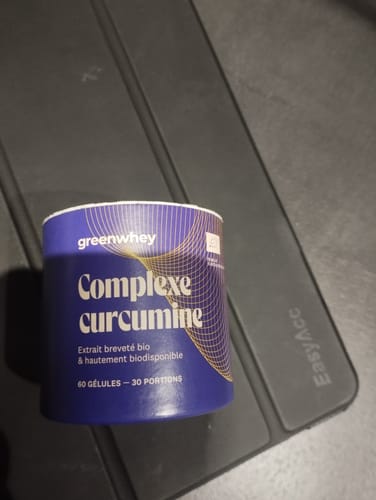 greenwhey
Complexe
curcumine
Extrait breveté bio
& hautement biodisponible
60 GÉLULES — 30 PORTIONS
EasyAcc